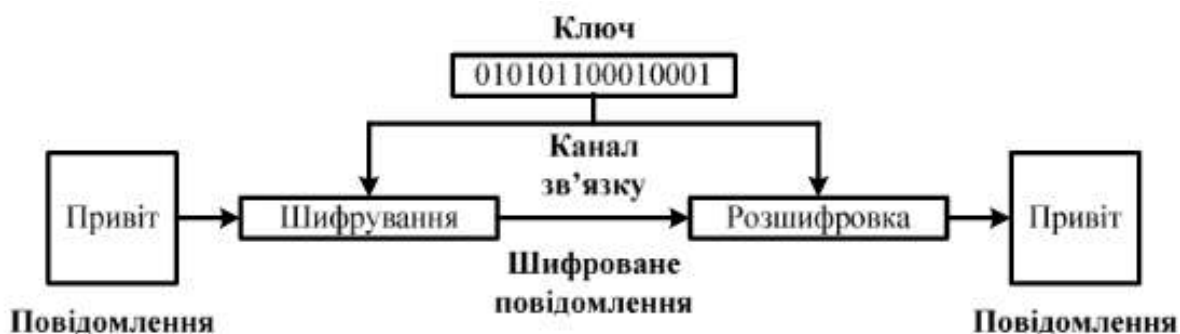 Ключ
010101100010001
Канал
зв’язку
Привіт
Шифрування
Розшифровка
Привіт
Шифроване
повідомлення
Повідомлення
Повідомлення